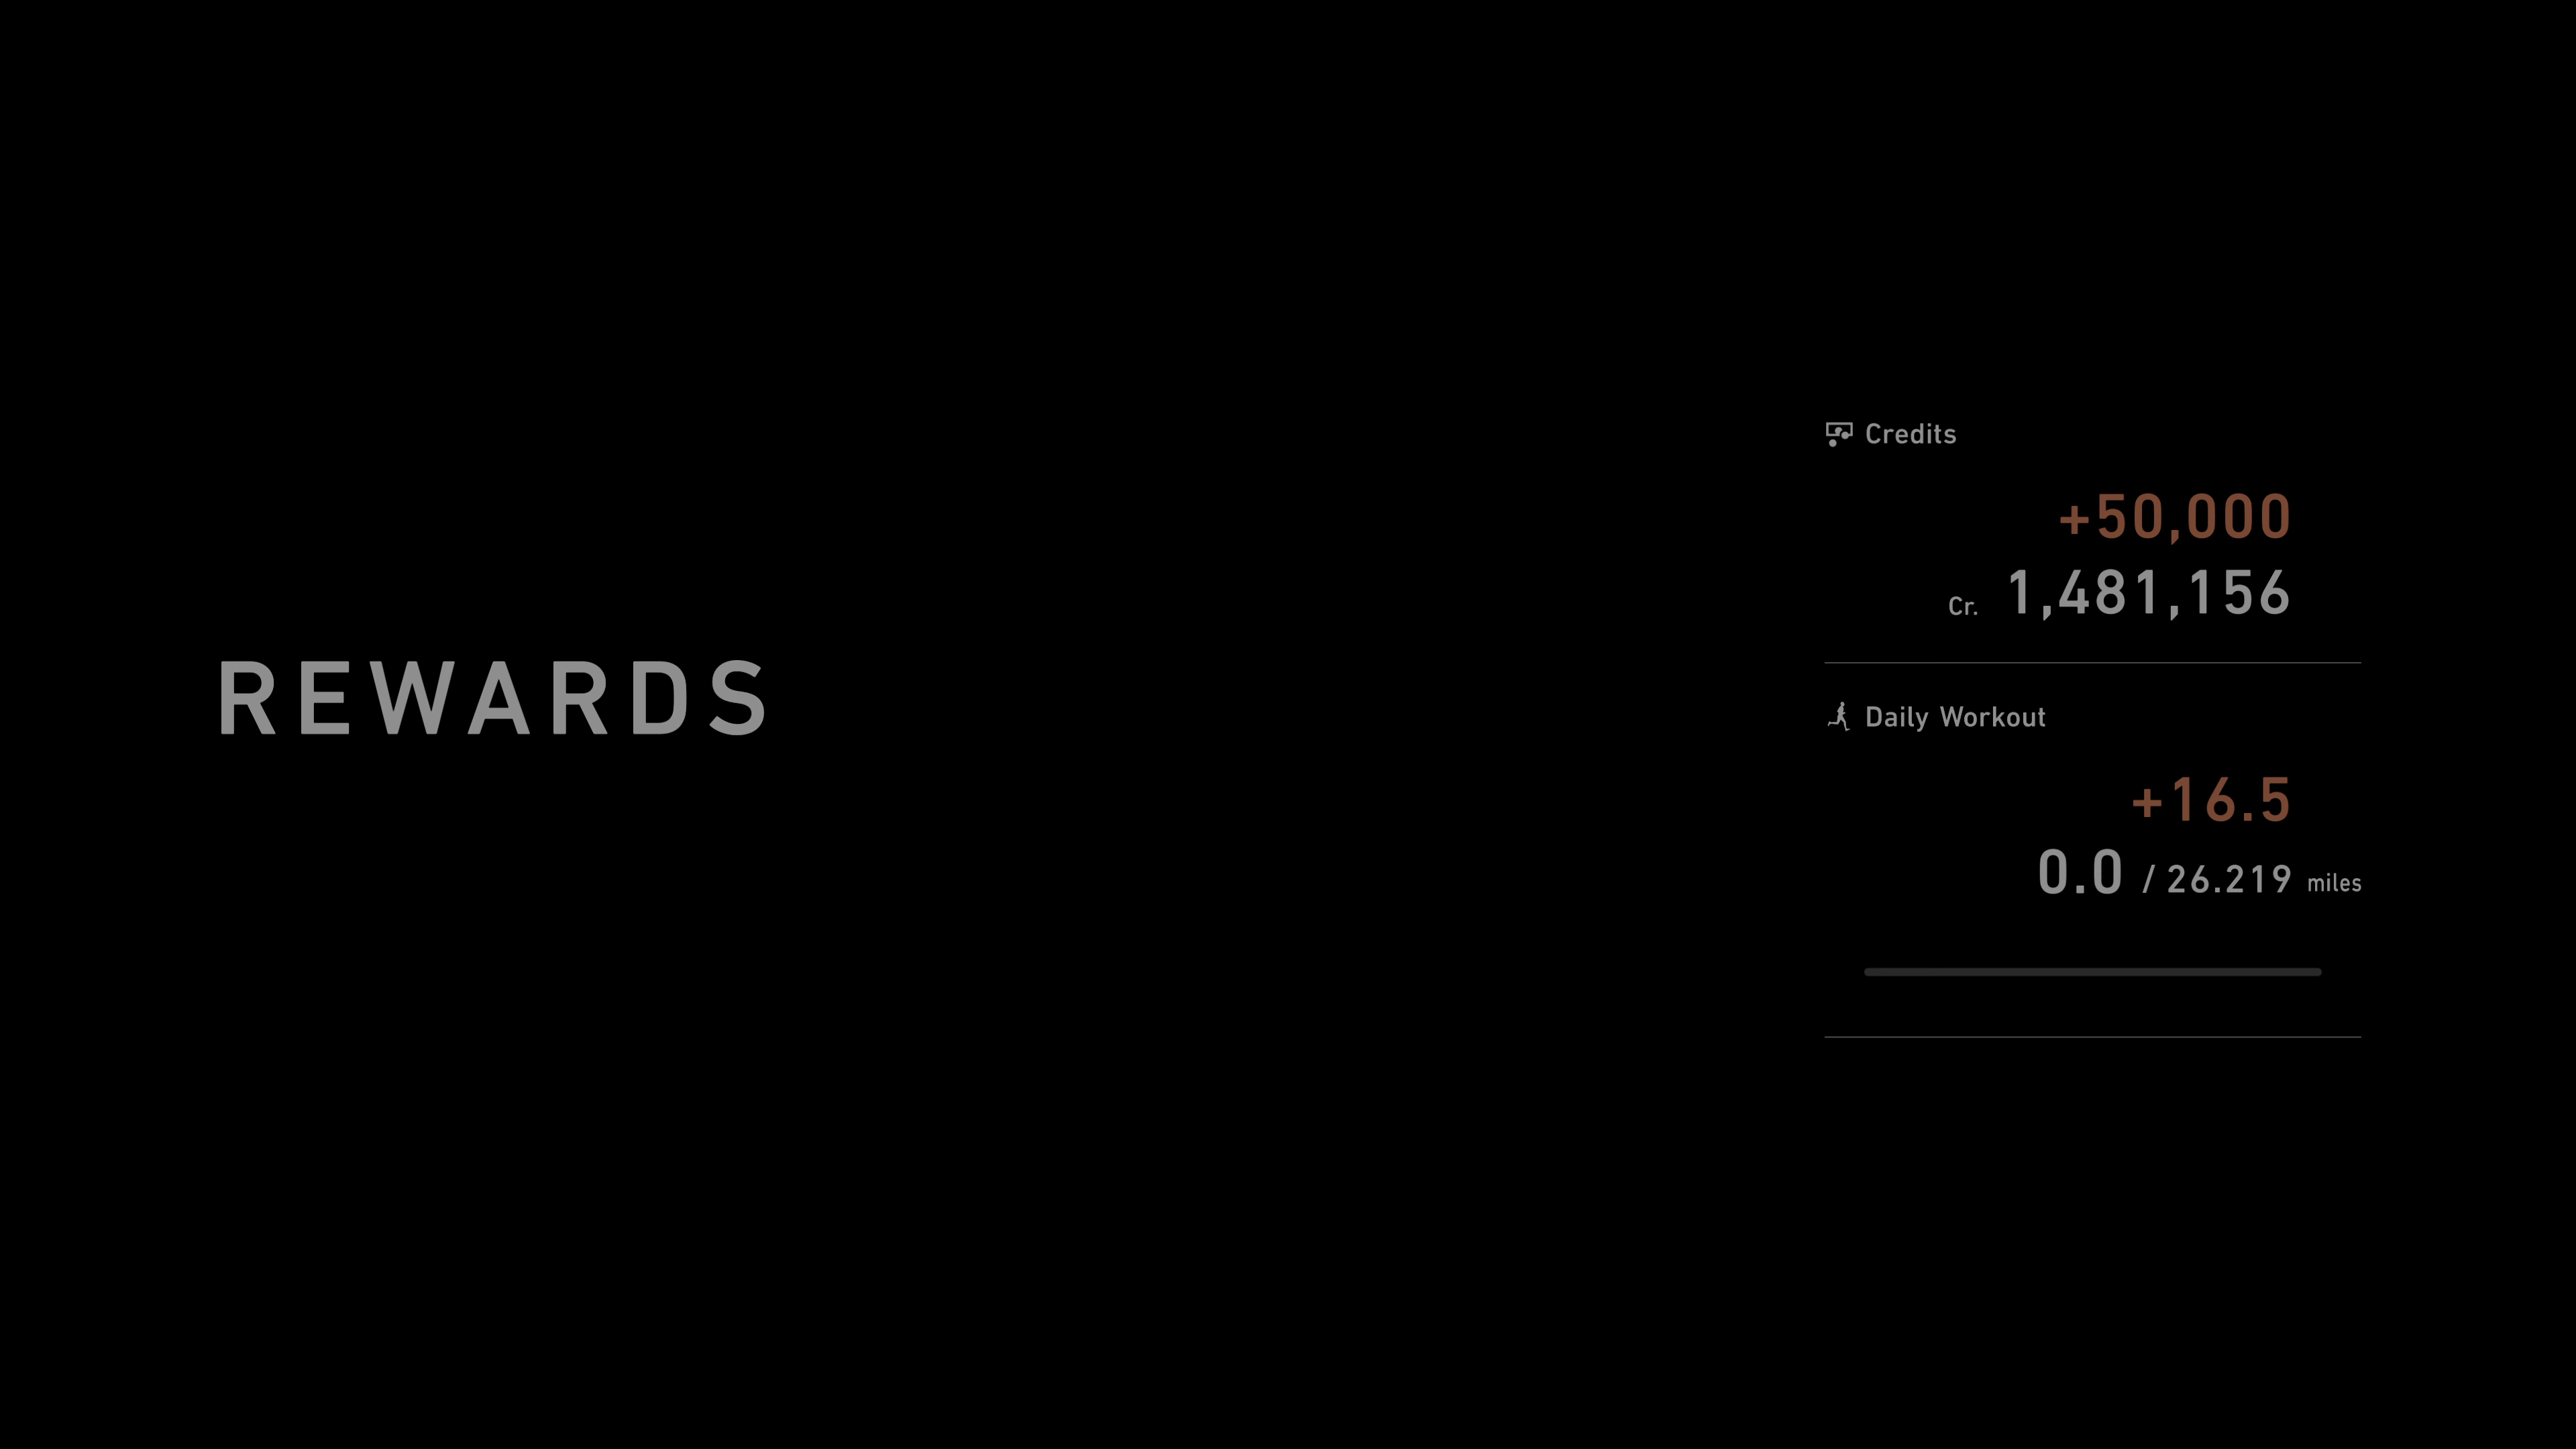 REWARDS
Credits
+50,000
Cr. 1,481,156
Daily Workout
+16.5
0.0 / 26.219 miles